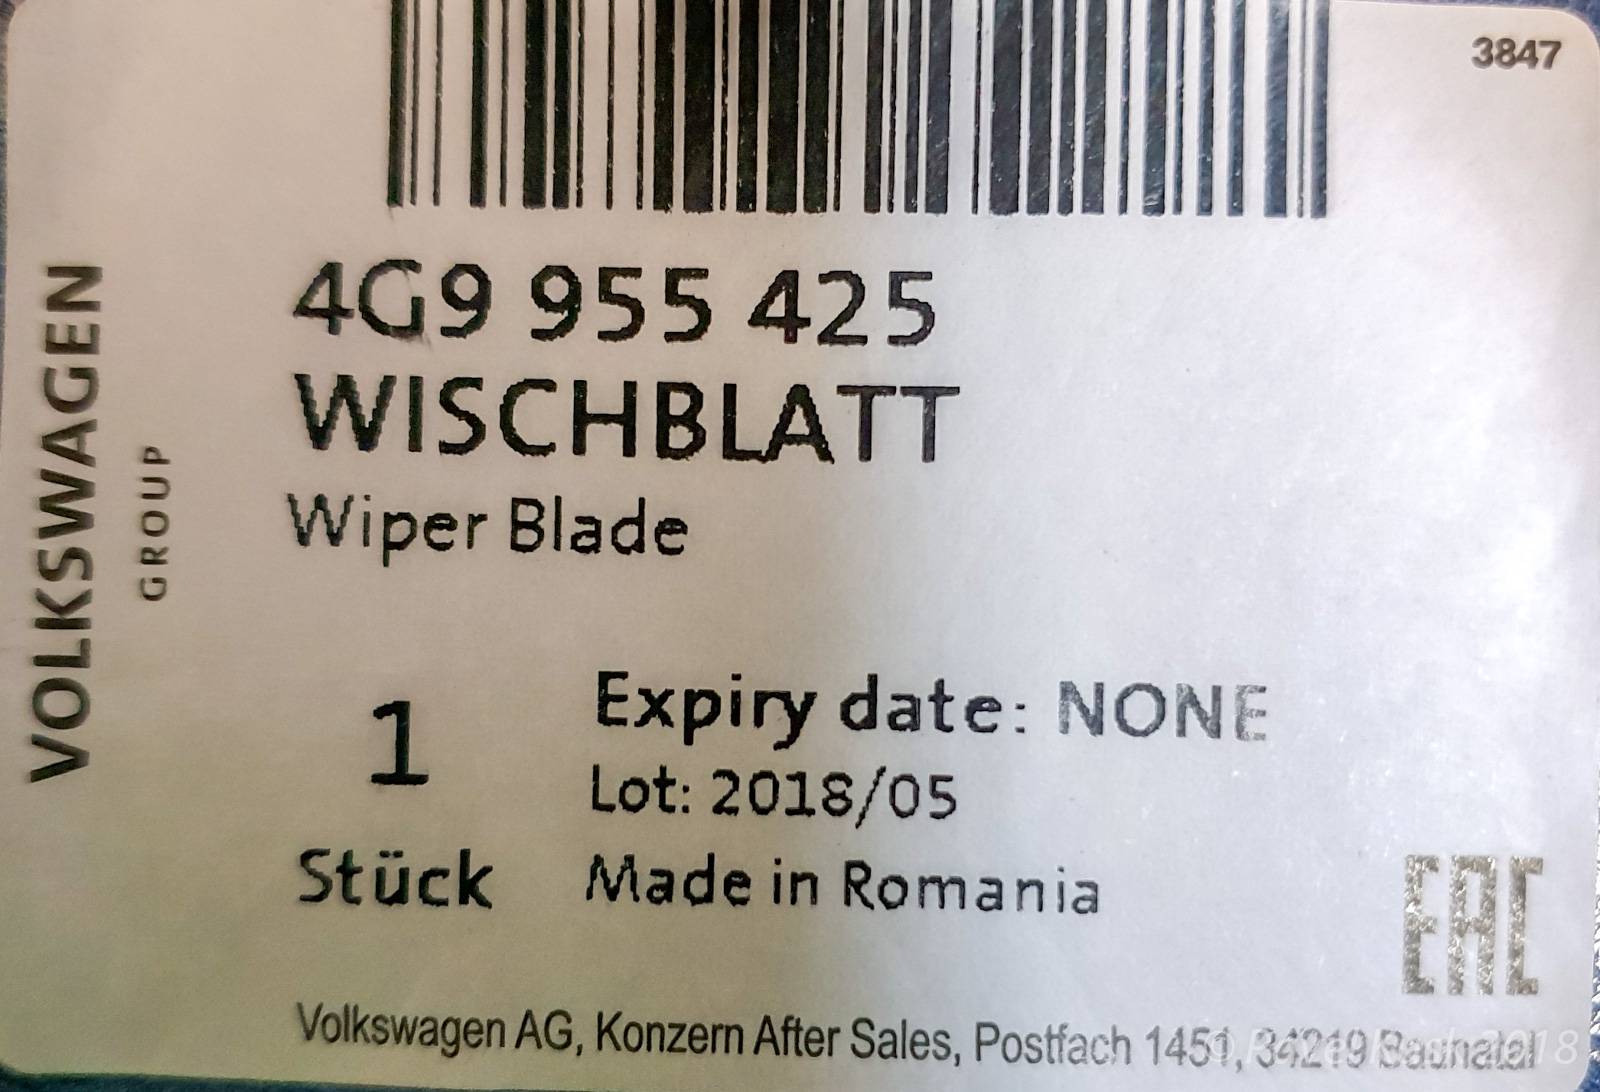 3847
VOLKSWAGEN
GROUP
4G9 955 425
WISCHBLATT
Wiper Blade
1
Stück
Expiry date: NONE
Lot: 2018/05
Made in Romania
EAC
Volkswagen AG, Konzern After Sales, Postfach 1451, 34219 Baunatal
2018